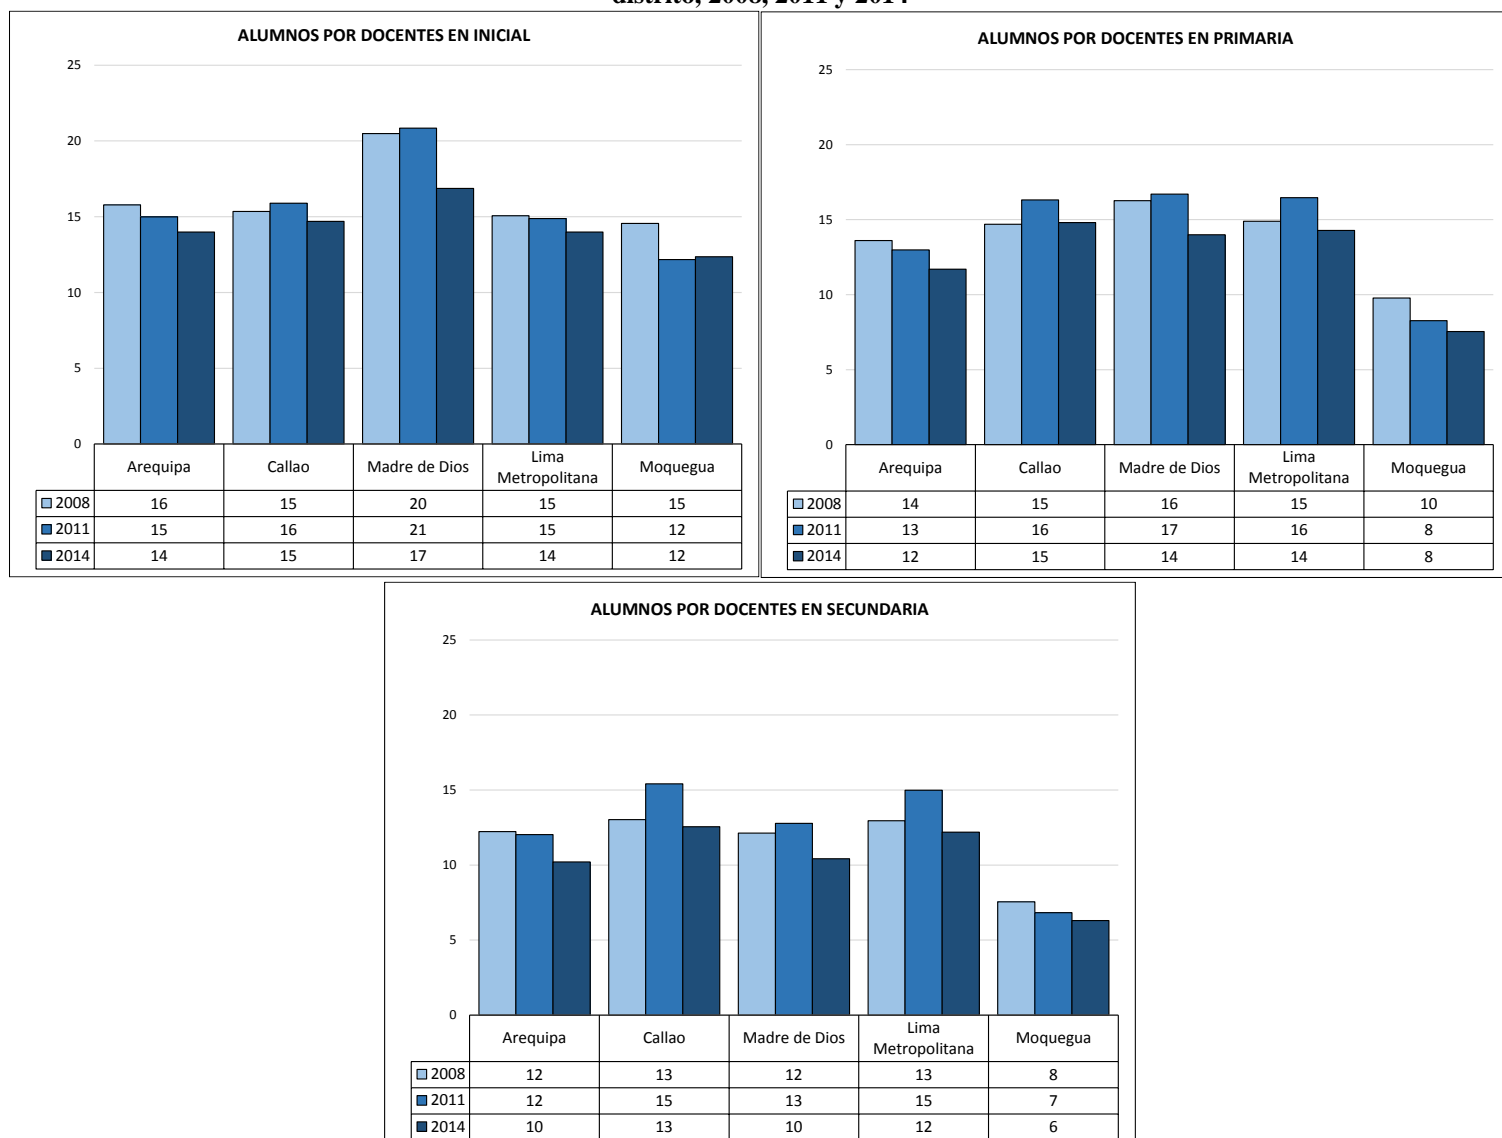 distrito, 2008, 2011 y 2014
ALUMNOS POR DOCENTES EN INICIAL
25
20
15
10
5
0
Arequipa Callao Madre de Dios Lima Metropolitana Moquegua
2008 16 15 20 15 15
2011 15 16 21 15 12
2014 14 15 17 14 12
ALUMNOS POR DOCENTES EN PRIMARIA
25
20
15
10
5
0
Arequipa Callao Madre de Dios Lima Metropolitana Moquegua
2008 14 15 16 15 10
2011 13 16 17 16 8
2014 12 15 14 14 8
ALUMNOS POR DOCENTES EN SECUNDARIA
25
20
15
10
5
0
Arequipa Callao Madre de Dios Lima Metropolitana Moquegua
2008 12 13 12 13 8
2011 12 15 13 15 7
2014 10 13 10 12 6